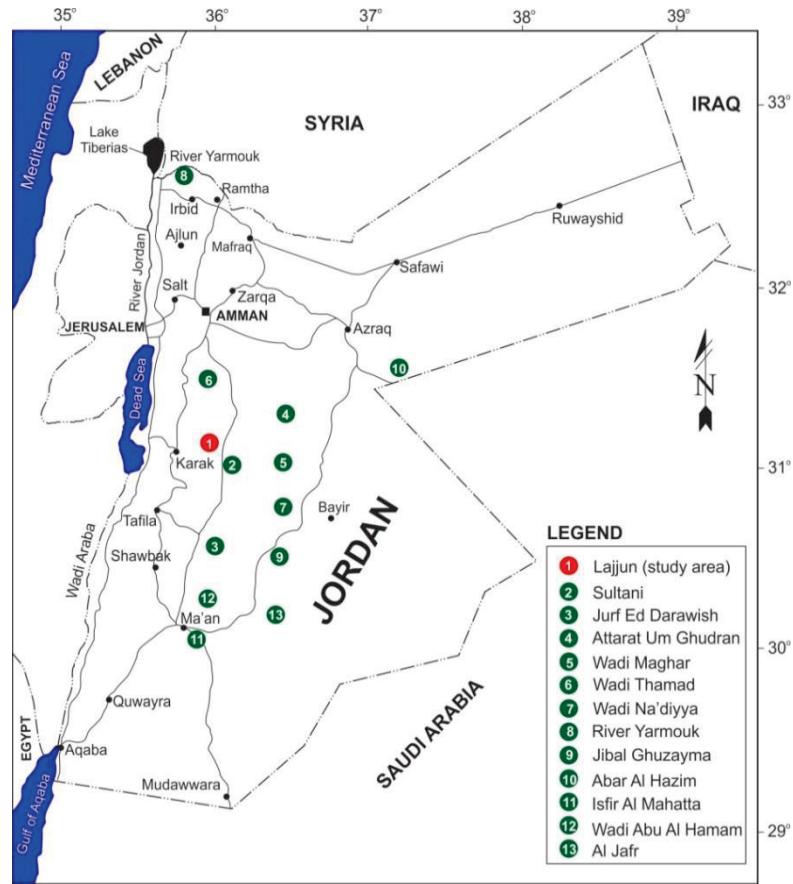 35°
36°
37°
38°
39°
Mediterranean Sea
LEBANON
SYRIA
IRAQ
33°
Lake
Tiberias
River Yarmouk
8
Ramtha
Irbid
Ruwayshid
Ajlun
Mafraq
River Jordan
Safawi
Salt
Zarqa
32°
JERUSALEM
AMMAN
Azraq
Dead Sea
6
10
4
N
1
Karak
2
5
31°
7
Bayir
Tafila
JORDAN
3
9
Shawbak
Wadi Araba
12
13
Ma'an
11
30°
Quwayra
SAUDI ARABIA
EGYPT
Aqaba
Mudawwara
Gulf of Aqaba
29°
LEGEND
1 Lajjun (study area)
2 Sultani
3 Jurf Ed Darawish
4 Attarat Um Ghudran
5 Wadi Maghar
6 Wadi Thamad
7 Wadi Na'diyya
8 River Yarmouk
9 Jibal Ghuzayma
10 Abar Al Hazim
11 Isfir Al Mahatta
12 Wadi Abu Al Hamam
13 Al Jafr